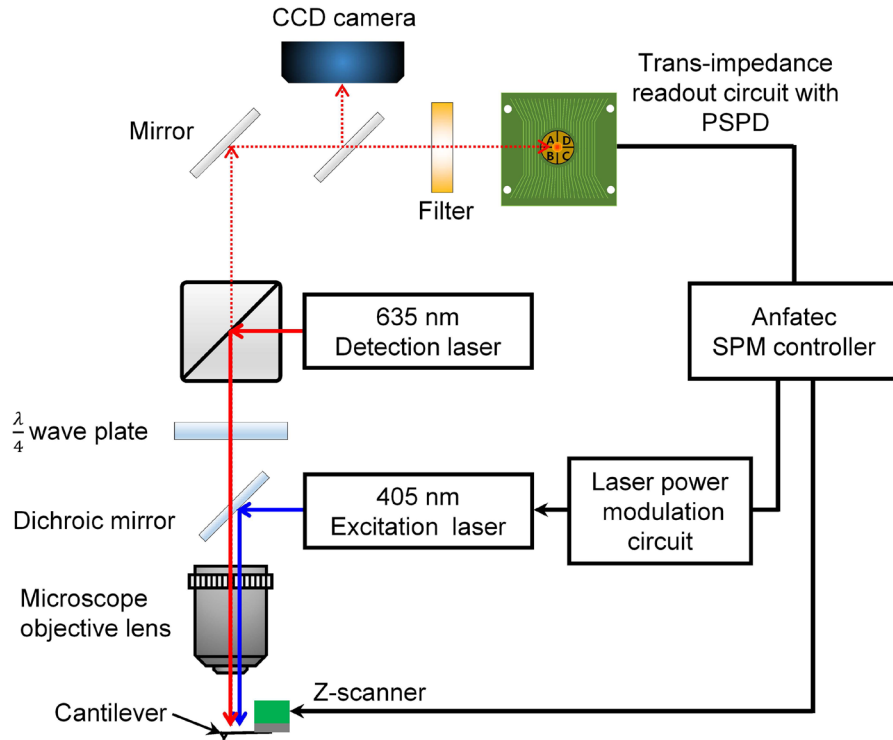 CCD camera
Trans-impedance
readout circuit with
PSPD
Mirror
A D
B C
Filter
635 nm
Detection laser
Anfatec
SPM controller
λ/4 wave plate
405 nm
Excitation laser
Laser power
modulation
circuit
Dichroic mirror
Microscope
objective lens
Z-scanner
Cantilever